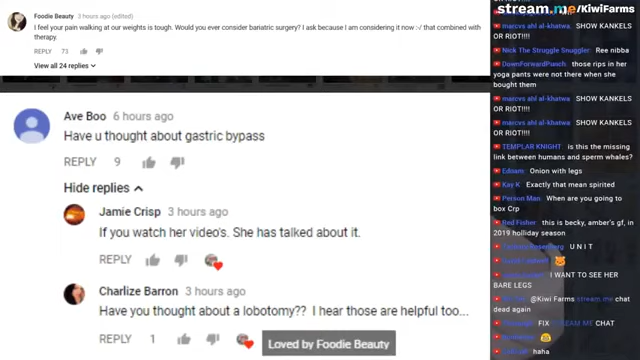 Foodie Beauty 3 hours ago (edited)
I feel your pain walking at our weights is tough. Would you ever consider bariatric surgery? I ask because I am considering it now :-/ that combined with
therapy.
REPLY 73
View all 24 replies
Ave Boo 6 hours ago
Have u thought about gastric bypass
REPLY 9
Hide replies
Jamie Crisp 3 hours ago
If you watch her video's. She has talked about it.
REPLY
Charlize Barron 3 hours ago
Have you thought about a lobotomy?? I hear those are helpful too...
REPLY 1
Loved by Foodie Beauty
stream.me/KiwiFarms
marcvs ahl al-khatwa SHOW KANKELS
OR RIOT!!!!
Nick The Struggle Snuggler Ree nibba
DownForwardPunch those rips in her
yoga pants were not there when she
bought them
marcvs ahl al-khatwa SHOW KANKELS
OR RIOT!!!!
marcvs ahl al-khatwa SHOW KANKELS
OR RIOT!!!!
TEMPLAR KNIGHT is this the missing
link between humans and sperm whales?
Edoam Onion with legs
Kay K Exactly that mean spirited
Person Man When are you going to
box Crp
Red Fisher this is becky, amber's gf, in
2019 holliday season
U N I T
I WANT TO SEE HER
BARE LEGS
@Kiwi Farms stream.me chat
dead again
FIX STREAM.ME CHAT
haha